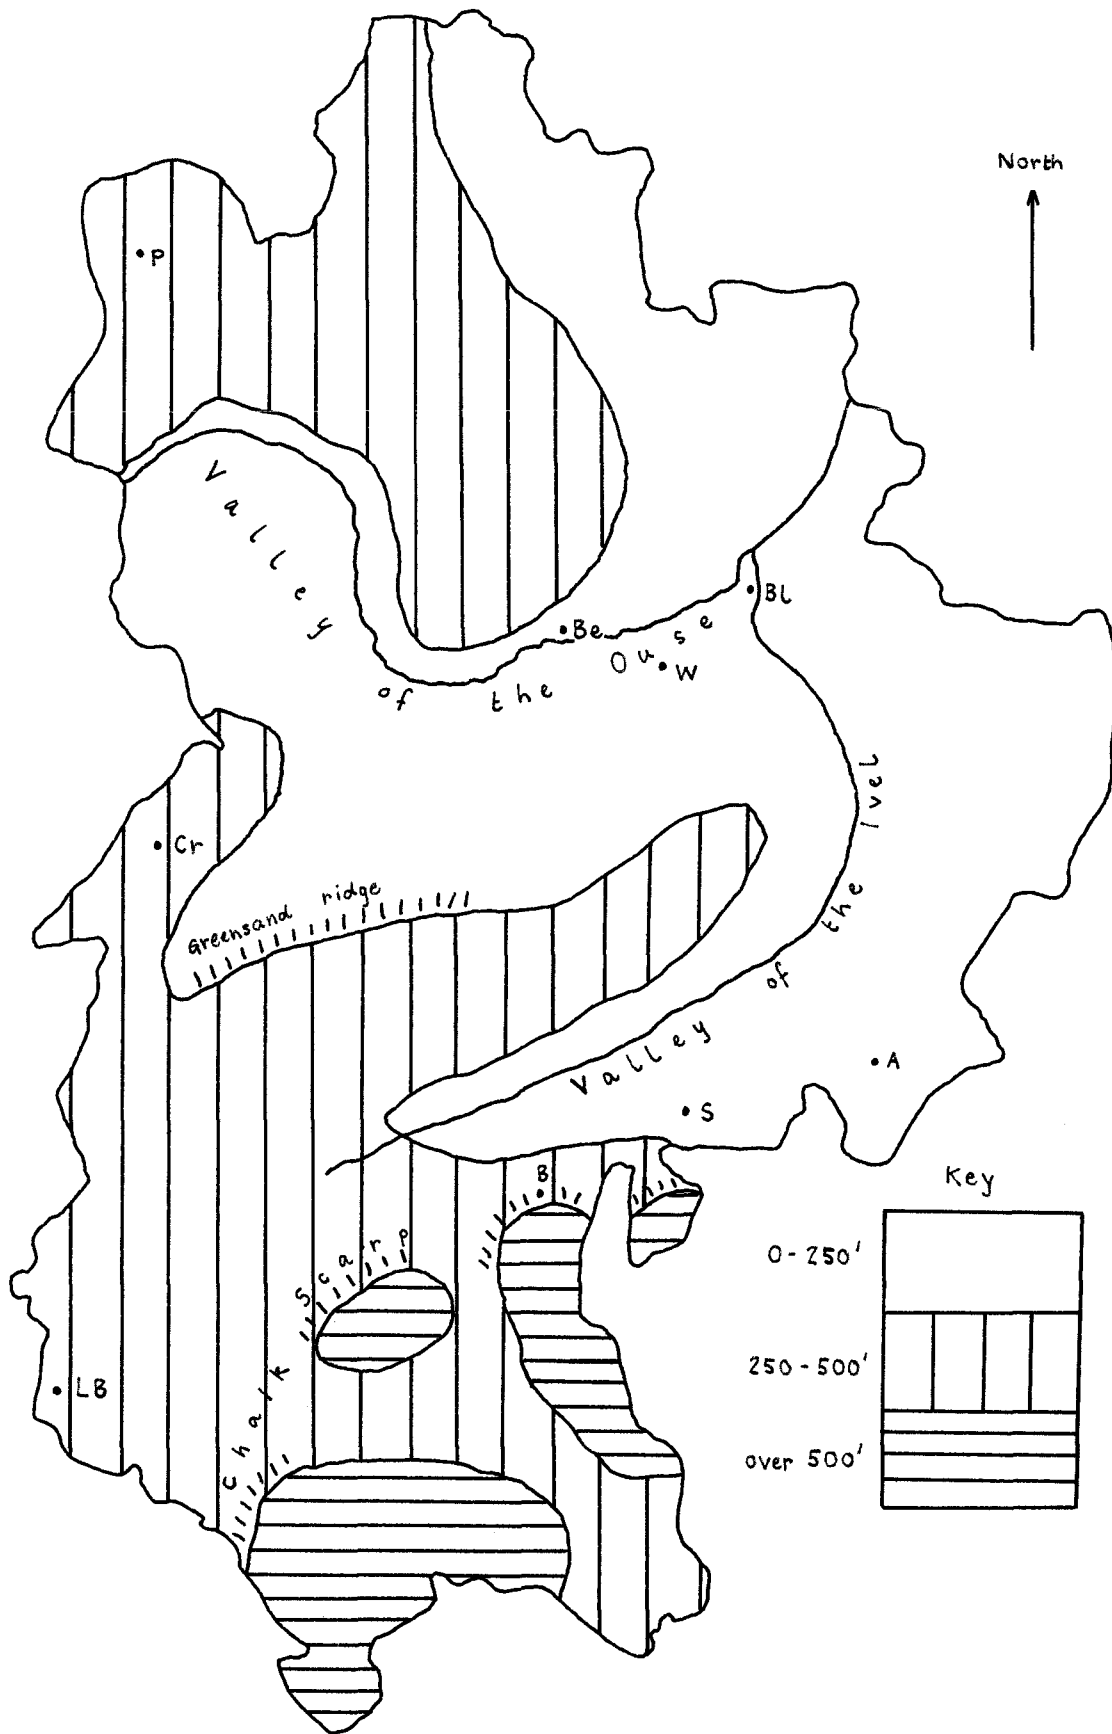 North
P
Valley of the Ouse
Be
Bl
W
Valley of the Ivel
Cr
Greensand ridge
A
S
B
Chalk Scarp
LB
Key
0-250'
250-500'
over 500'